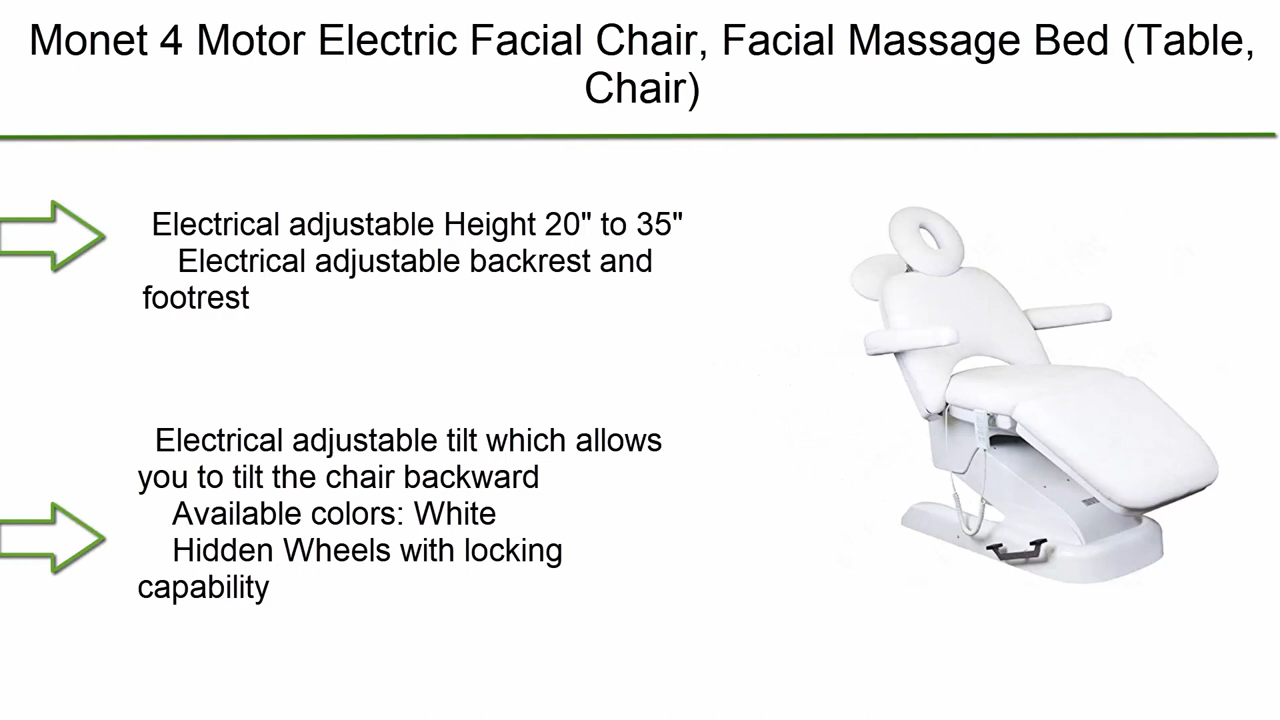 Monet 4 Motor Electric Facial Chair, Facial Massage Bed (Table,
Chair)
Electrical adjustable Height 20" to 35"
Electrical adjustable backrest and
footrest
Electrical adjustable tilt which allows
you to tilt the chair backward
Available colors: White
Hidden Wheels with locking
capability